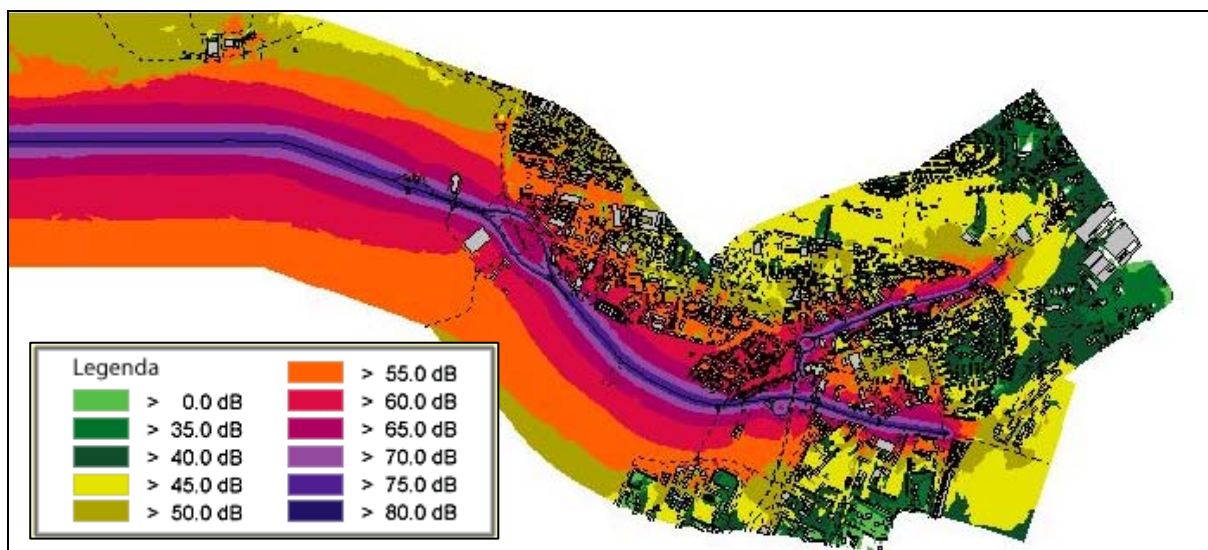 Legenda
> 0.0 dB
> 35.0 dB
> 40.0 dB
> 45.0 dB
> 50.0 dB
> 55.0 dB
> 60.0 dB
> 65.0 dB
> 70.0 dB
> 75.0 dB
> 80.0 dB